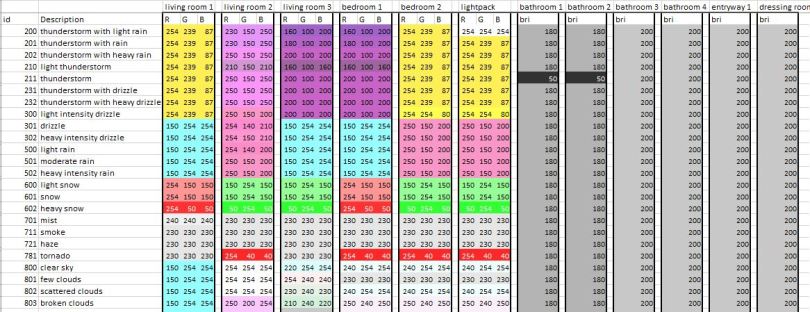 living room 1 living room 2 living room 3 bedroom 1 bedroom 2 lightpack bathroom 1 bathroom 2 bathroom 3 bathroom 4 entryway 1 dressing room
id Description R G B R G B R G B R G B R G B R G B bri bri bri bri bri bri
200 thunderstorm with light rain 254 239 87 230 150 250 160 100 200 160 100 200 254 239 87 254 254 254 180 180 200 200 200 200
201 thunderstorm with rain 254 239 87 230 150 250 180 100 200 180 100 200 254 239 87 254 239 87 180 180 200 200 200 200
202 thunderstorm with heavy rain 254 239 87 230 150 250 200 100 200 200 100 200 254 239 87 254 239 87 180 180 200 200 200 200
210 light thunderstorm 254 239 87 210 150 210 160 100 160 160 100 160 254 239 87 254 239 87 180 180 200 200 200 200
211 thunderstorm 254 239 87 230 150 250 180 100 200 180 100 200 254 239 87 254 239 87 50 50 200 200 200 200
231 thunderstorm with drizzle 254 239 87 230 150 250 200 100 200 200 100 200 254 239 87 254 239 87 180 180 200 200 200 200
232 thunderstorm with heavy drizzle 254 239 87 230 150 250 200 100 200 200 100 200 254 239 87 254 239 87 180 180 200 200 200 200
300 light intensity drizzle 254 239 87 250 150 200 200 100 200 200 100 200 254 254 80 254 254 80 180 180 200 200 200 200
301 drizzle 150 254 254 254 140 210 150 254 254 150 254 254 250 150 200 250 150 200 180 180 200 200 200 200
302 heavy intensity drizzle 150 254 254 254 140 210 150 254 254 150 254 254 250 150 200 250 150 200 180 180 200 200 200 200
500 light rain 150 254 254 254 140 210 150 254 254 150 254 254 250 150 200 250 150 200 180 180 200 200 200 200
501 moderate rain 150 254 254 250 150 200 150 254 254 150 254 254 250 150 200 250 150 200 180 180 200 200 200 200
502 heavy intensity rain 150 254 254 250 150 200 150 254 254 150 254 254 250 150 200 250 150 200 180 180 200 200 200 200
600 light snow 254 150 150 150 254 150 150 254 150 254 150 150 150 254 150 150 254 150 180 180 200 200 200 200
601 snow 254 150 150 150 254 150 150 254 150 254 150 150 150 254 150 150 254 150 180 180 200 200 200 200
602 heavy snow 254 50 50 50 254 50 50 254 50 254 50 50 50 254 50 50 254 50 180 180 200 200 200 200
701 mist 240 240 240 230 230 230 230 230 230 230 230 230 230 230 230 230 230 230 180 180 200 200 200 200
711 smoke 230 230 230 230 230 230 230 230 230 230 230 230 230 230 230 230 230 230 180 180 200 200 200 200
721 haze 230 230 230 230 230 230 230 230 230 230 230 230 230 230 230 230 230 230 180 180 200 200 200 200
781 tornado 230 230 230 254 40 40 230 230 230 254 40 40 254 40 40 254 40 40 180 180 200 200 200 200
800 clear sky 150 254 254 254 254 254 220 254 254 240 254 254 240 254 254 240 254 254 180 180 200 200 200 200
801 few clouds 150 254 254 254 254 254 254 240 240 230 230 230 230 230 230 230 230 230 180 180 200 200 200 200
802 scattered clouds 150 254 254 254 254 254 230 240 230 240 250 254 240 250 254 240 250 254 180 180 200 200 200 200
803 broken clouds 150 254 254 250 200 254 210 240 220 250 240 250 250 240 250 250 240 250 180 180 200 200 200 200